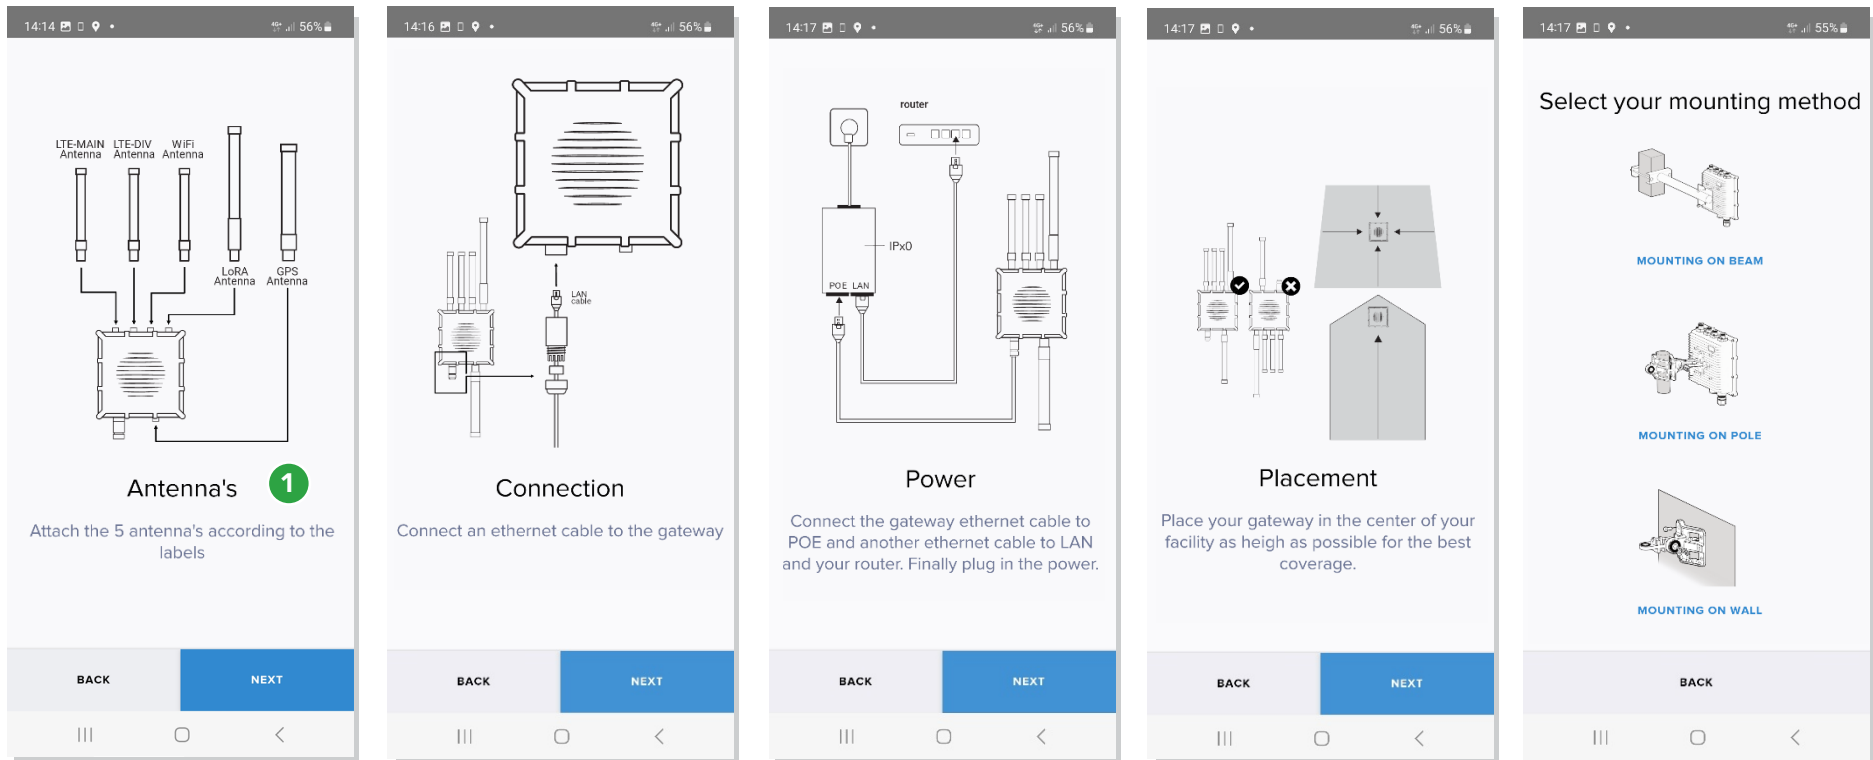 14:14
56%
LTE-MAIN
Antenna
LTE-DIV
Antenna
WiFi
Antenna
LoRA
Antenna
GPS
Antenna
Antenna's
1
Attach the 5 antenna's according to the
labels
BACK
NEXT
14:16
4G+
56%
LAN
cable
Connection
Connect an ethernet cable to the gateway
BACK
NEXT
14:17
56%
router
IPx0
POE LAN
Power
Connect the gateway ethernet cable to
POE and another ethernet cable to LAN
and your router. Finally plug in the power.
BACK
NEXT
14:17
4G+
56%
Placement
Place your gateway in the center of your
facility as heigh as possible for the best
coverage.
BACK
NEXT
14:17
55%
Select your mounting method
MOUNTING ON BEAM
MOUNTING ON POLE
MOUNTING ON WALL
BACK